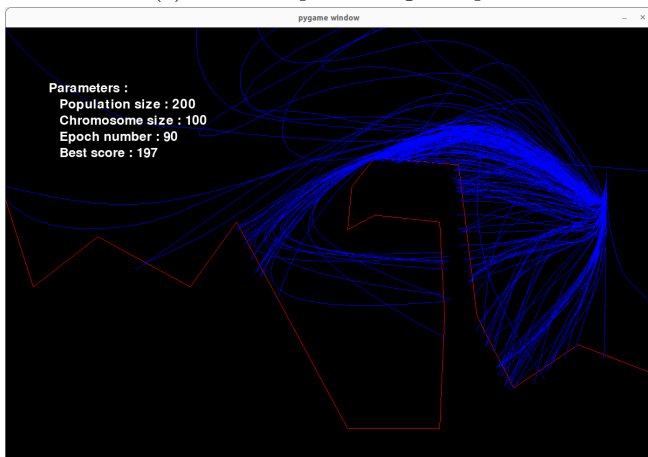 pygame window
Parameters :
Population size : 200
Chromosome size : 100
Epoch number : 90
Best score : 197